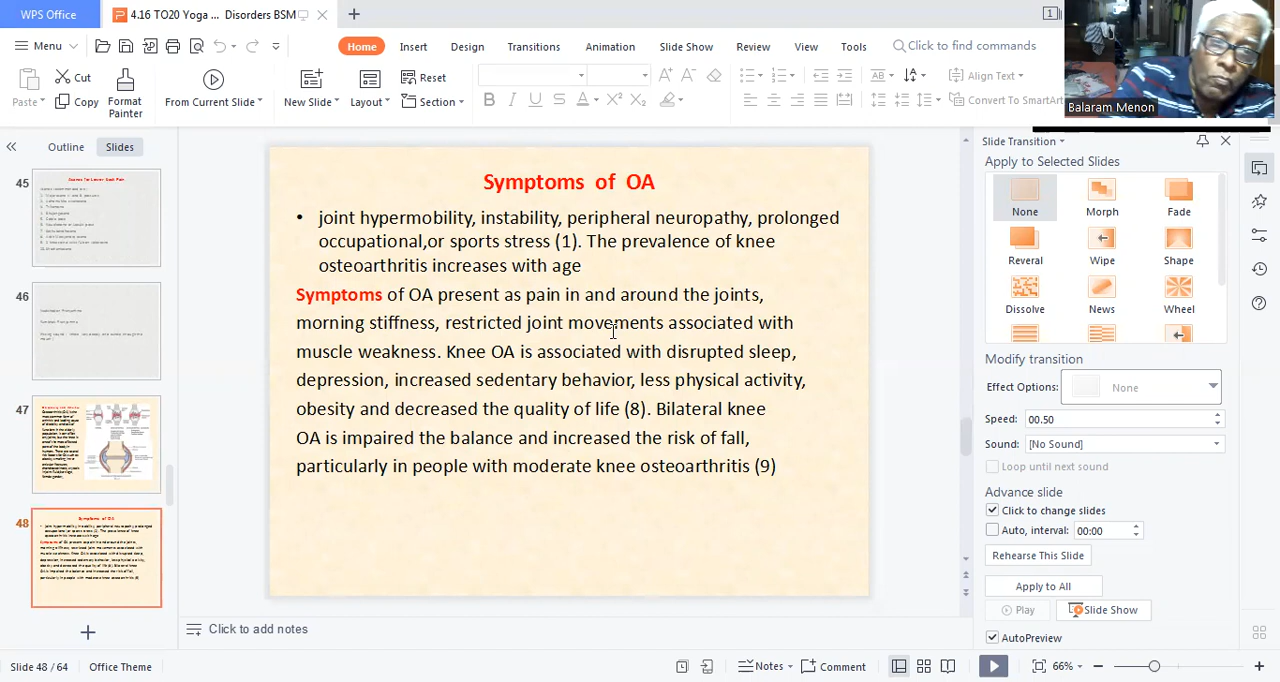 WPS Office
4.16 TO20 Yoga ... Disorders BSM
Menu
Home
Insert
Design
Transitions
Animation
Slide Show
Review
View
Tools
Click to find commands
Paste
Cut
Copy
Format Painter
From Current Slide
New Slide
Layout
Reset
Section
Align Text
Convert To SmartArt
Balaram Menon
Outline
Slides
45
46
47
48
Symptoms of OA
• joint hypermobility, instability, peripheral neuropathy, prolonged
occupational,or sports stress (1). The prevalence of knee
osteoarthritis increases with age
Symptoms of OA present as pain in and around the joints,
morning stiffness, restricted joint movements associated with
muscle weakness. Knee OA is associated with disrupted sleep,
depression, increased sedentary behavior, less physical activity,
obesity and decreased the quality of life (8). Bilateral knee
OA is impaired the balance and increased the risk of fall,
particularly in people with moderate knee osteoarthritis (9)
Click to add notes
Slide Transition
Apply to Selected Slides
None
Morph
Fade
Reveral
Wipe
Shape
Dissolve
News
Wheel
Modify transition
Effect Options: None
Speed: 00.50
Sound: [No Sound]
Loop until next sound
Advance slide
Click to change slides
Auto, interval: 00:00
Rehearse This Slide
Apply to All
Play
Slide Show
AutoPreview
Slide 48 / 64
Office Theme
Notes
Comment
66%